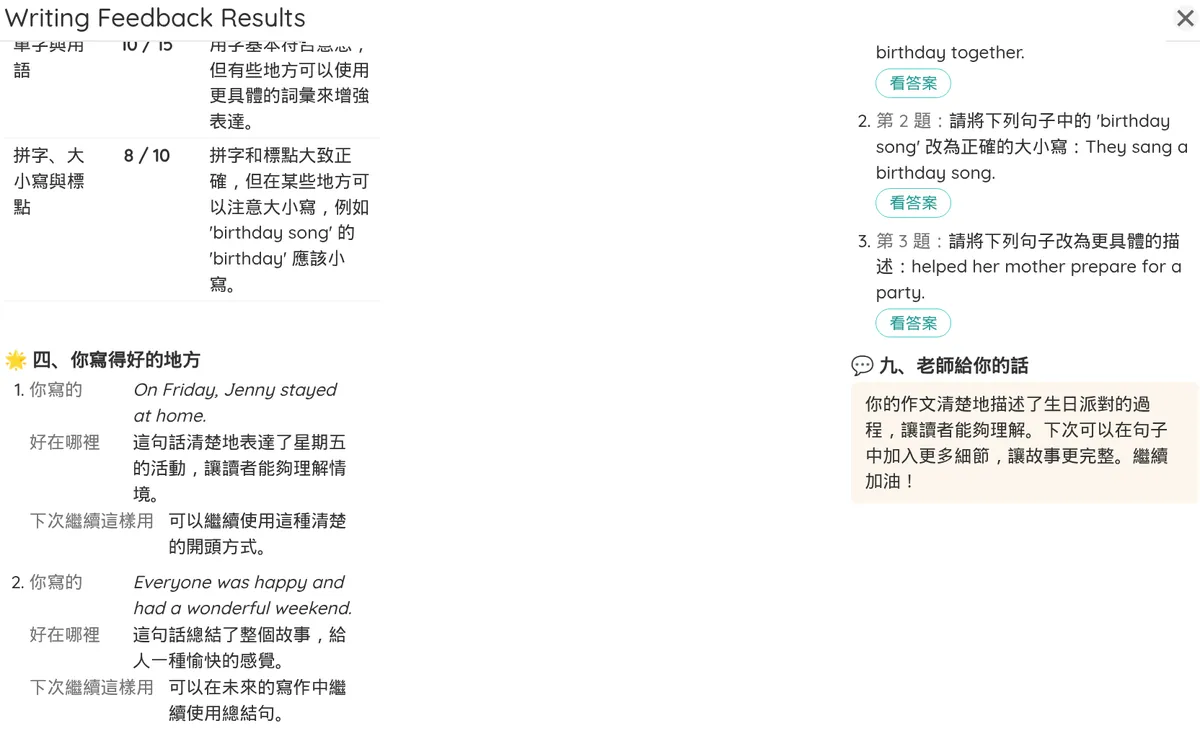 Writing Feedback Results
單字與用
語
10 / 15
用字基本符合意思，
但有些地方可以使用
更具體的詞彙來增強
表達。
拼字、大
小寫與標
點
8 / 10
拼字和標點大致正
確，但在某些地方可
以注意大小寫，例如
'birthday song' 的
'birthday' 應該小
寫。
🌟 四、你寫得好的地方
1. 你寫的 On Friday, Jenny stayed
at home.
好在哪裡 這句話清楚地表達了星期五
的活動，讓讀者能夠理解情
境。
下次繼續這樣用 可以繼續使用這種清楚
的開頭方式。
2. 你寫的 Everyone was happy and
had a wonderful weekend.
好在哪裡 這句話總結了整個故事，給
人一種愉快的感覺。
下次繼續這樣用 可以在未來的寫作中繼
續使用總結句。
birthday together.
看答案
2. 第 2 題：請將下列句子中的 'birthday
song' 改為正確的大小寫：They sang a
birthday song.
看答案
3. 第 3 題：請將下列句子改為更具體的描
述：helped her mother prepare for a
party.
看答案
💬 九、老師給你的話
你的作文清楚地描述了生日派對的過
程，讓讀者能夠理解。下次可以在句子
中加入更多細節，讓故事更完整。繼續
加油！